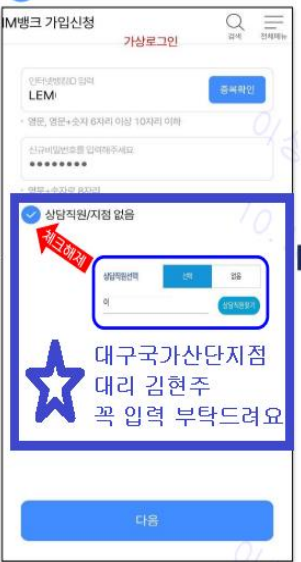 IM뱅크 가입신청
검색
전체메뉴
가상로그인
인터넷뱅킹ID 입력
LEM
중복확인
영문, 영문+숫자 6자리 이상 10자리 이하
신규비밀번호를 입력해주세요
●●●●●●●●
영문+숫자로 8자리
상담직원/지점 없음
체크해제
상담직원선택
선택
없음
이
상담직원찾기
대구국가산단지점
대리 김현주
꼭 입력 부탁드려요
다음